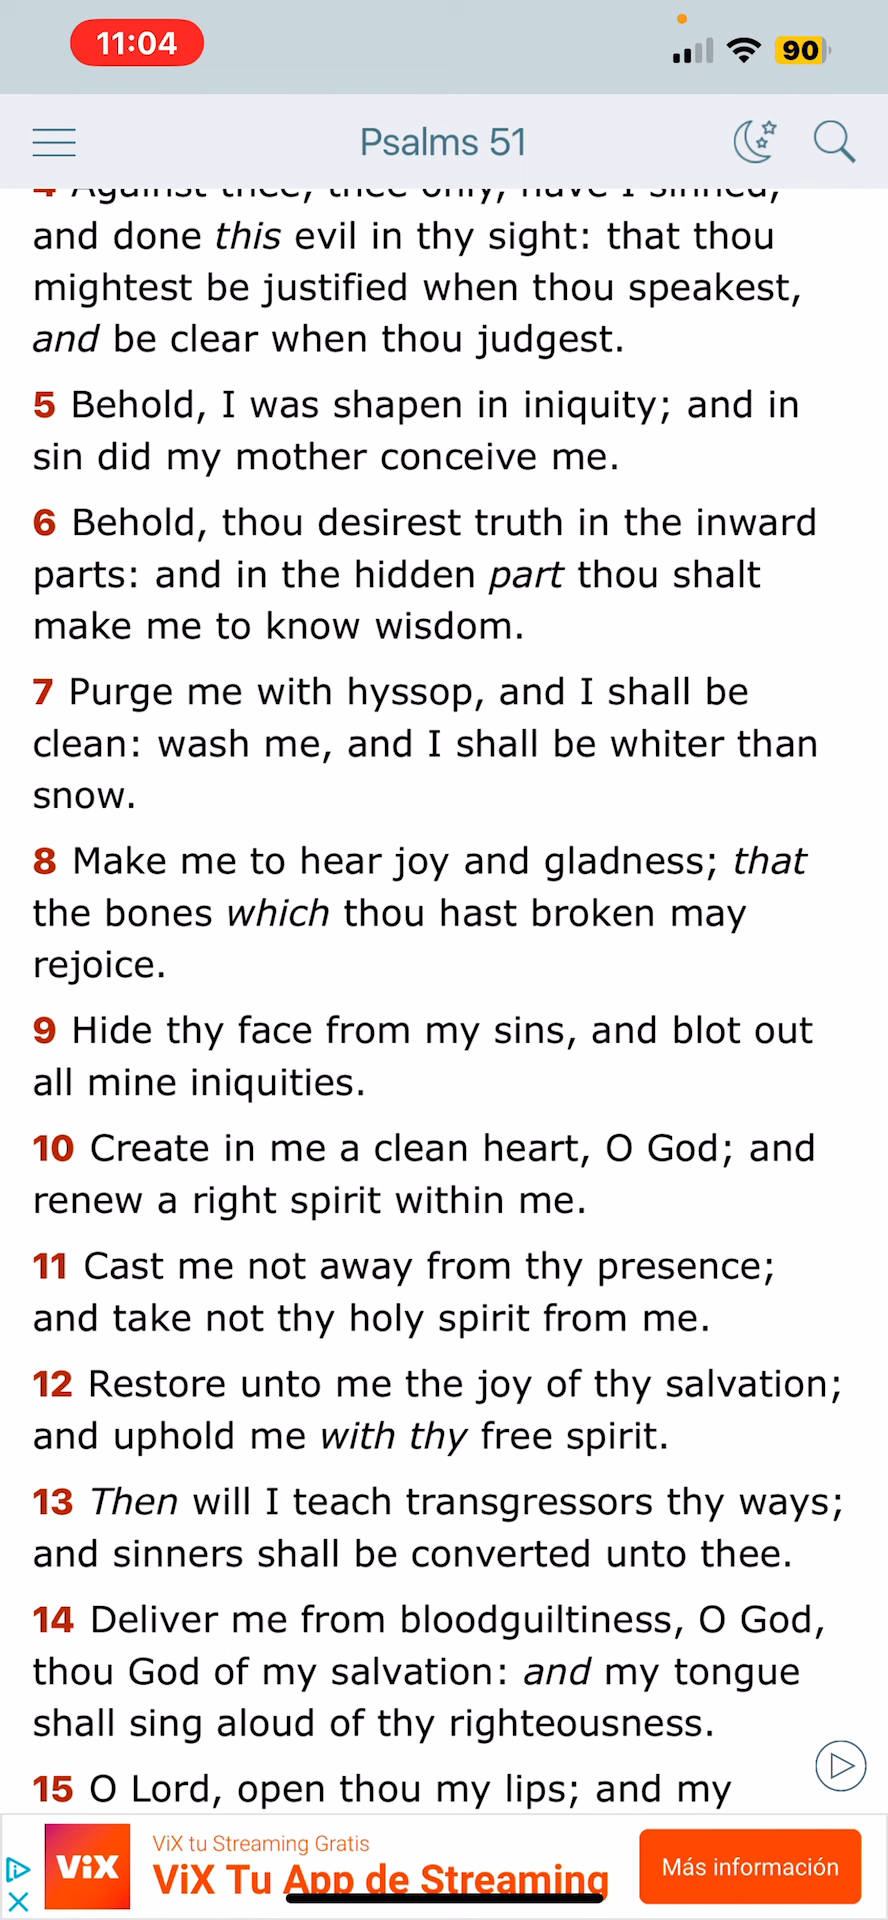 11:04
90
Psalms 51
4 Against thee, thee only, have I sinned,
and done this evil in thy sight: that thou
mightest be justified when thou speakest,
and be clear when thou judgest.
5 Behold, I was shapen in iniquity; and in
sin did my mother conceive me.
6 Behold, thou desirest truth in the inward
parts: and in the hidden part thou shalt
make me to know wisdom.
7 Purge me with hyssop, and I shall be
clean: wash me, and I shall be whiter than
snow.
8 Make me to hear joy and gladness; that
the bones which thou hast broken may
rejoice.
9 Hide thy face from my sins, and blot out
all mine iniquities.
10 Create in me a clean heart, O God; and
renew a right spirit within me.
11 Cast me not away from thy presence;
and take not thy holy spirit from me.
12 Restore unto me the joy of thy salvation;
and uphold me with thy free spirit.
13 Then will I teach transgressors thy ways;
and sinners shall be converted unto thee.
14 Deliver me from bloodguiltiness, O God,
thou God of my salvation: and my tongue
shall sing aloud of thy righteousness.
15 O Lord, open thou my lips; and my
ViX
ViX tu Streaming Gratis
ViX Tu App de Streaming
Más información